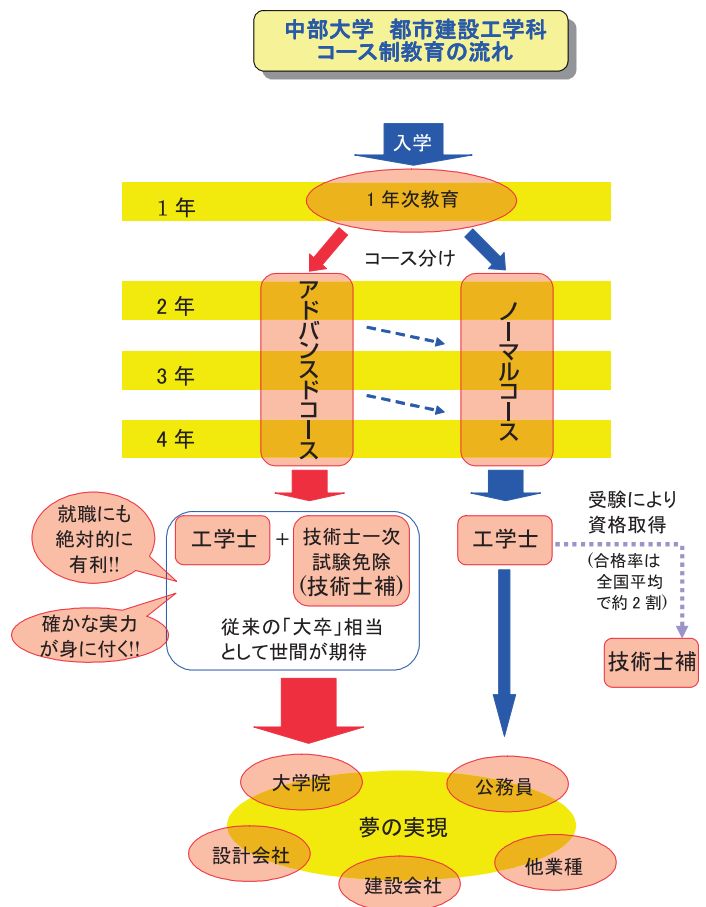 中部大学 都市建設工学科
コース制教育の流れ
入学
1年
1年次教育
コース分け
2年
3年
4年
アドバンスドコース
ノーマルコース
就職にも
絶対的に
有利!!
確かな実力
が身に付く!!
工学士
+
技術士一次
試験免除
(技術士補)
従来の「大卒」相当
として世間が期待
工学士
受験により
資格取得
(合格率は
全国平均
で約2割)
技術士補
大学院
公務員
夢の実現
設計会社
建設会社
他業種